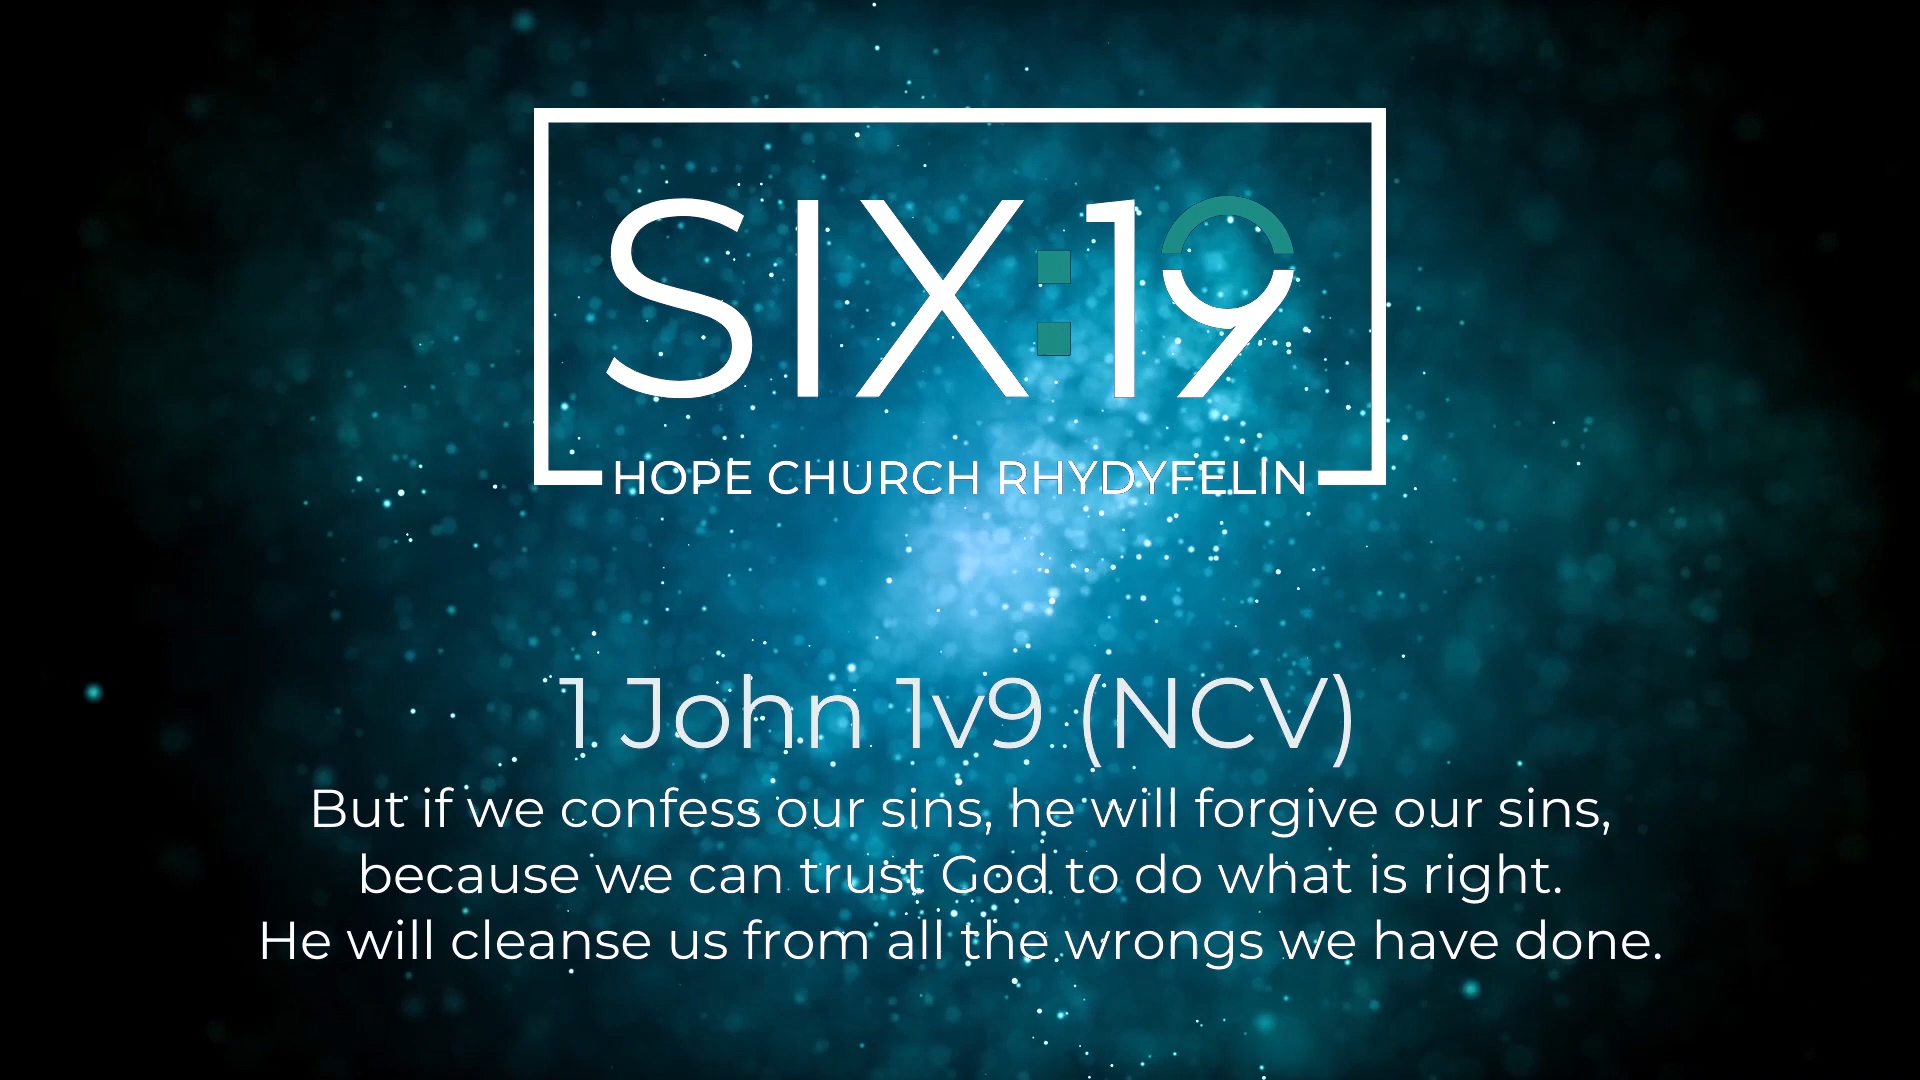 SIX:19
HOPE CHURCH RHYDYFELIN
1 John 1v9 (NCV)
But if we confess our sins, he will forgive our sins,
because we can trust God to do what is right.
He will cleanse us from all the wrongs we have done.